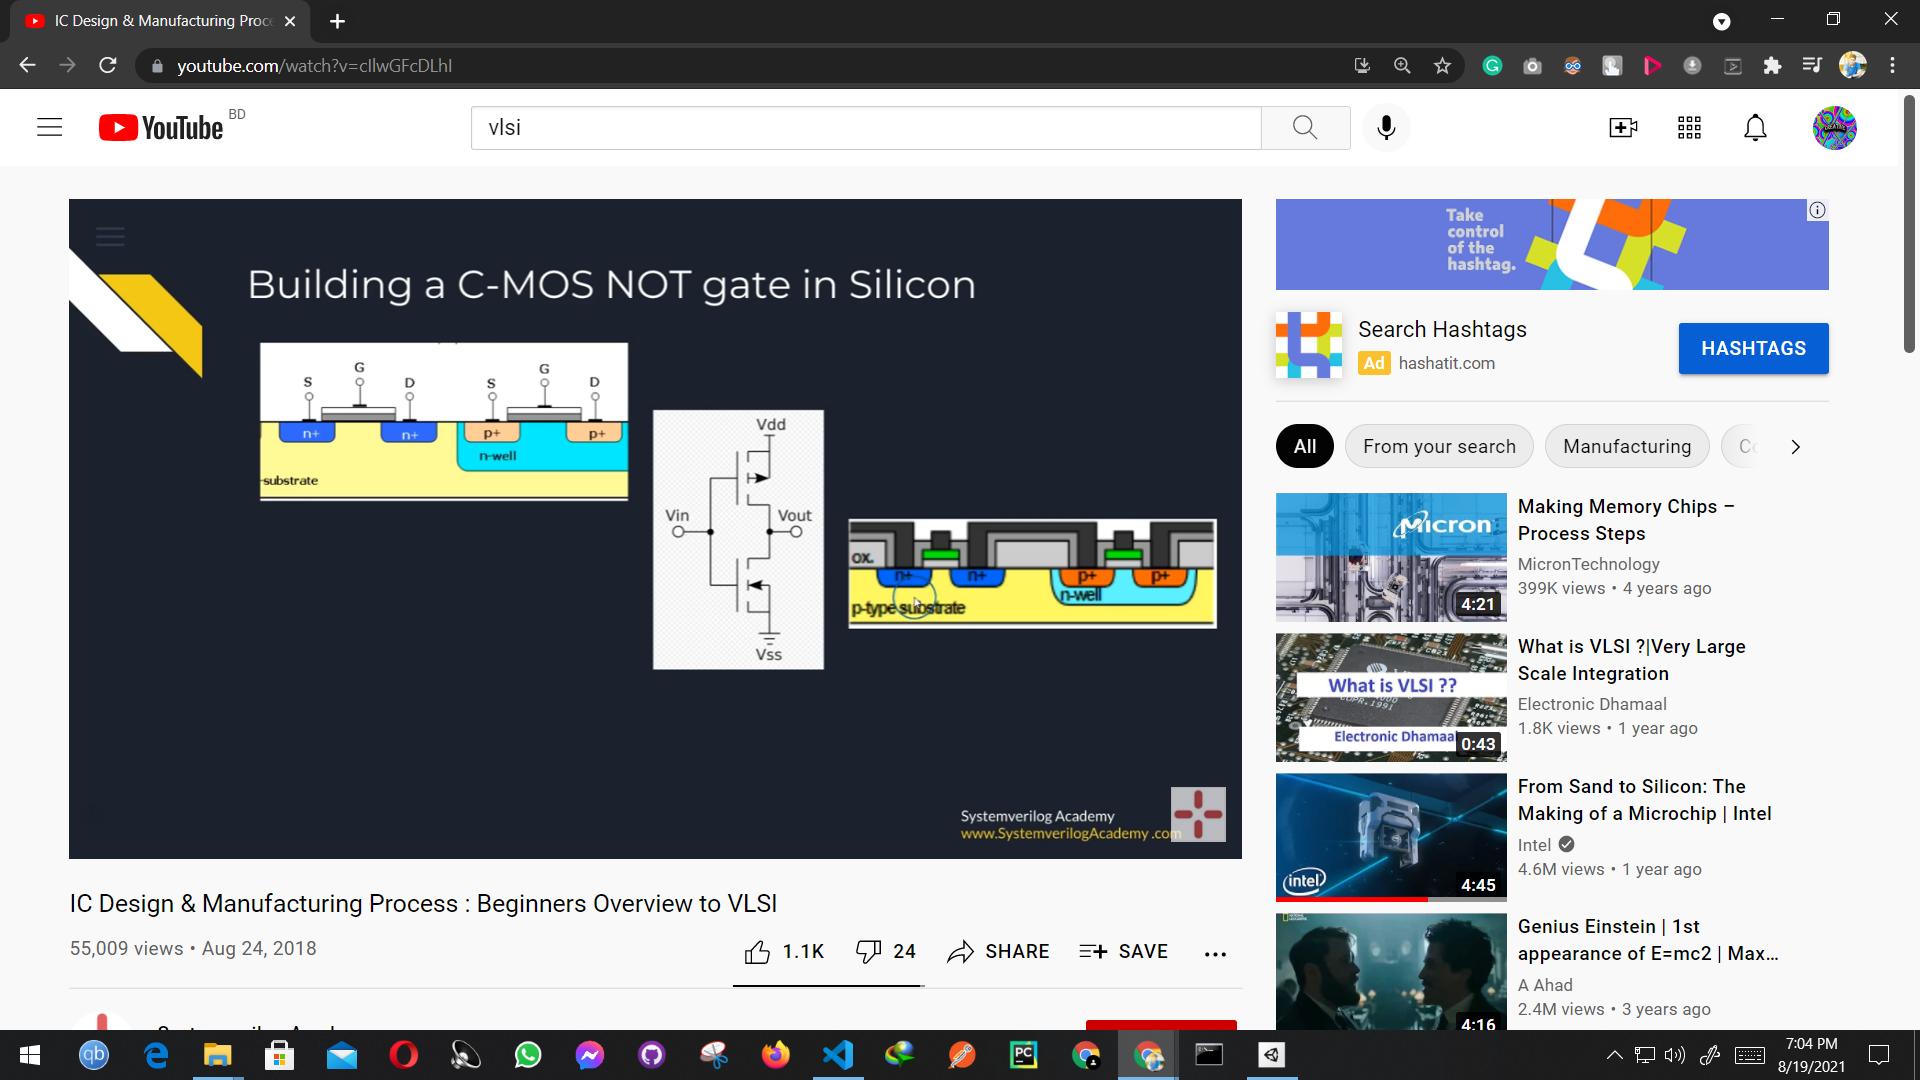 IC Design & Manufacturing Proce
youtube.com/watch?v=cIlwGFcDLhI
YouTube BD
vlsi
Building a C-MOS NOT gate in Silicon
S G D S G D
n+ n+ p+ p+
n-well
-substrate
Vdd
Vin
Vout
Vss
ox.
n+ n+ p+ p+
n-well
p-type substrate
Systemverilog Academy
www.SystemverilogAcademy.com
IC Design & Manufacturing Process : Beginners Overview to VLSI
55,009 views • Aug 24, 2018
1.1K 24 SHARE SAVE
Take
control
of the
hashtag.
Search Hashtags
Ad hashatit.com
HASHTAGS
All From your search Manufacturing
Micron
4:21
Making Memory Chips –
Process Steps
MicronTechnology
399K views • 4 years ago
What is VLSI ??
Electronic Dhamaal
0:43
What is VLSI ?|Very Large
Scale Integration
Electronic Dhamaal
1.8K views • 1 year ago
intel
4:45
From Sand to Silicon: The
Making of a Microchip | Intel
Intel
4.6M views • 1 year ago
4:16
Genius Einstein | 1st
appearance of E=mc2 | Max...
A Ahad
2.4M views • 3 years ago
qb
PC
7:04 PM
8/19/2021